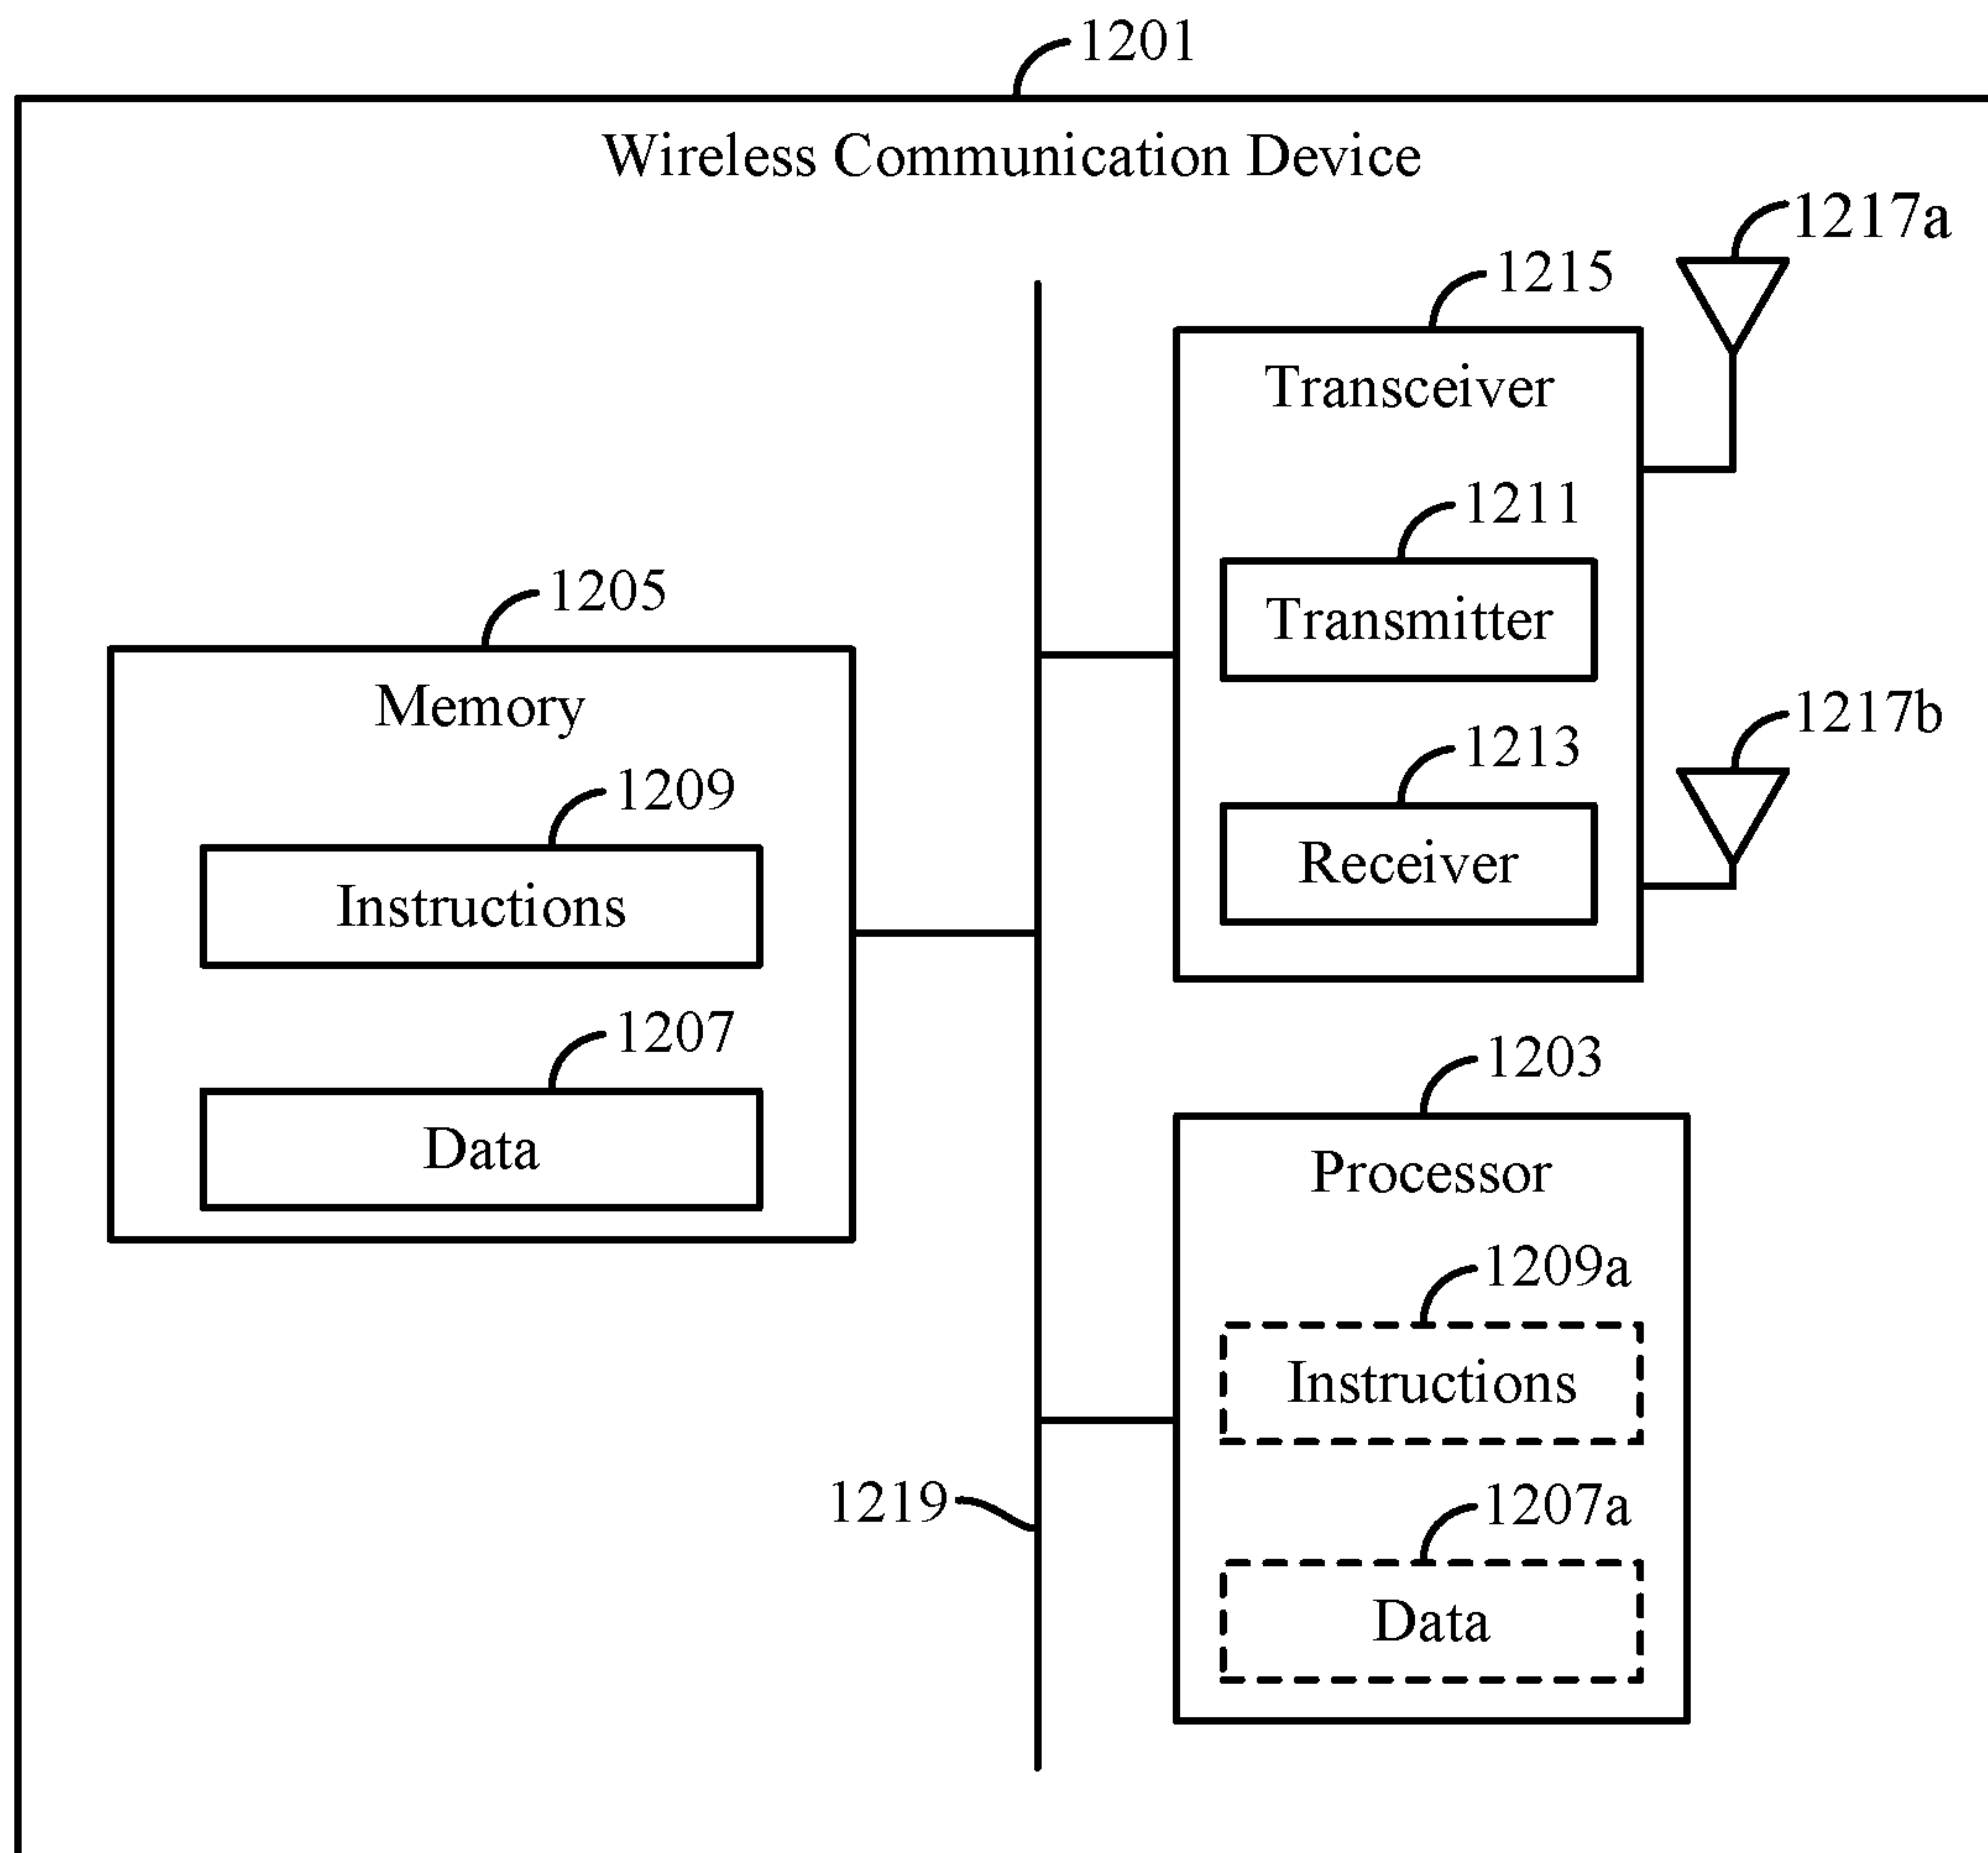 1201
Wireless Communication Device
1217a
1215
Transceiver
1211
Transmitter
1205
Memory
1217b
1213
Receiver
1209
Instructions
1207
Data
1203
Processor
1209a
Instructions
1219
1207a
Data